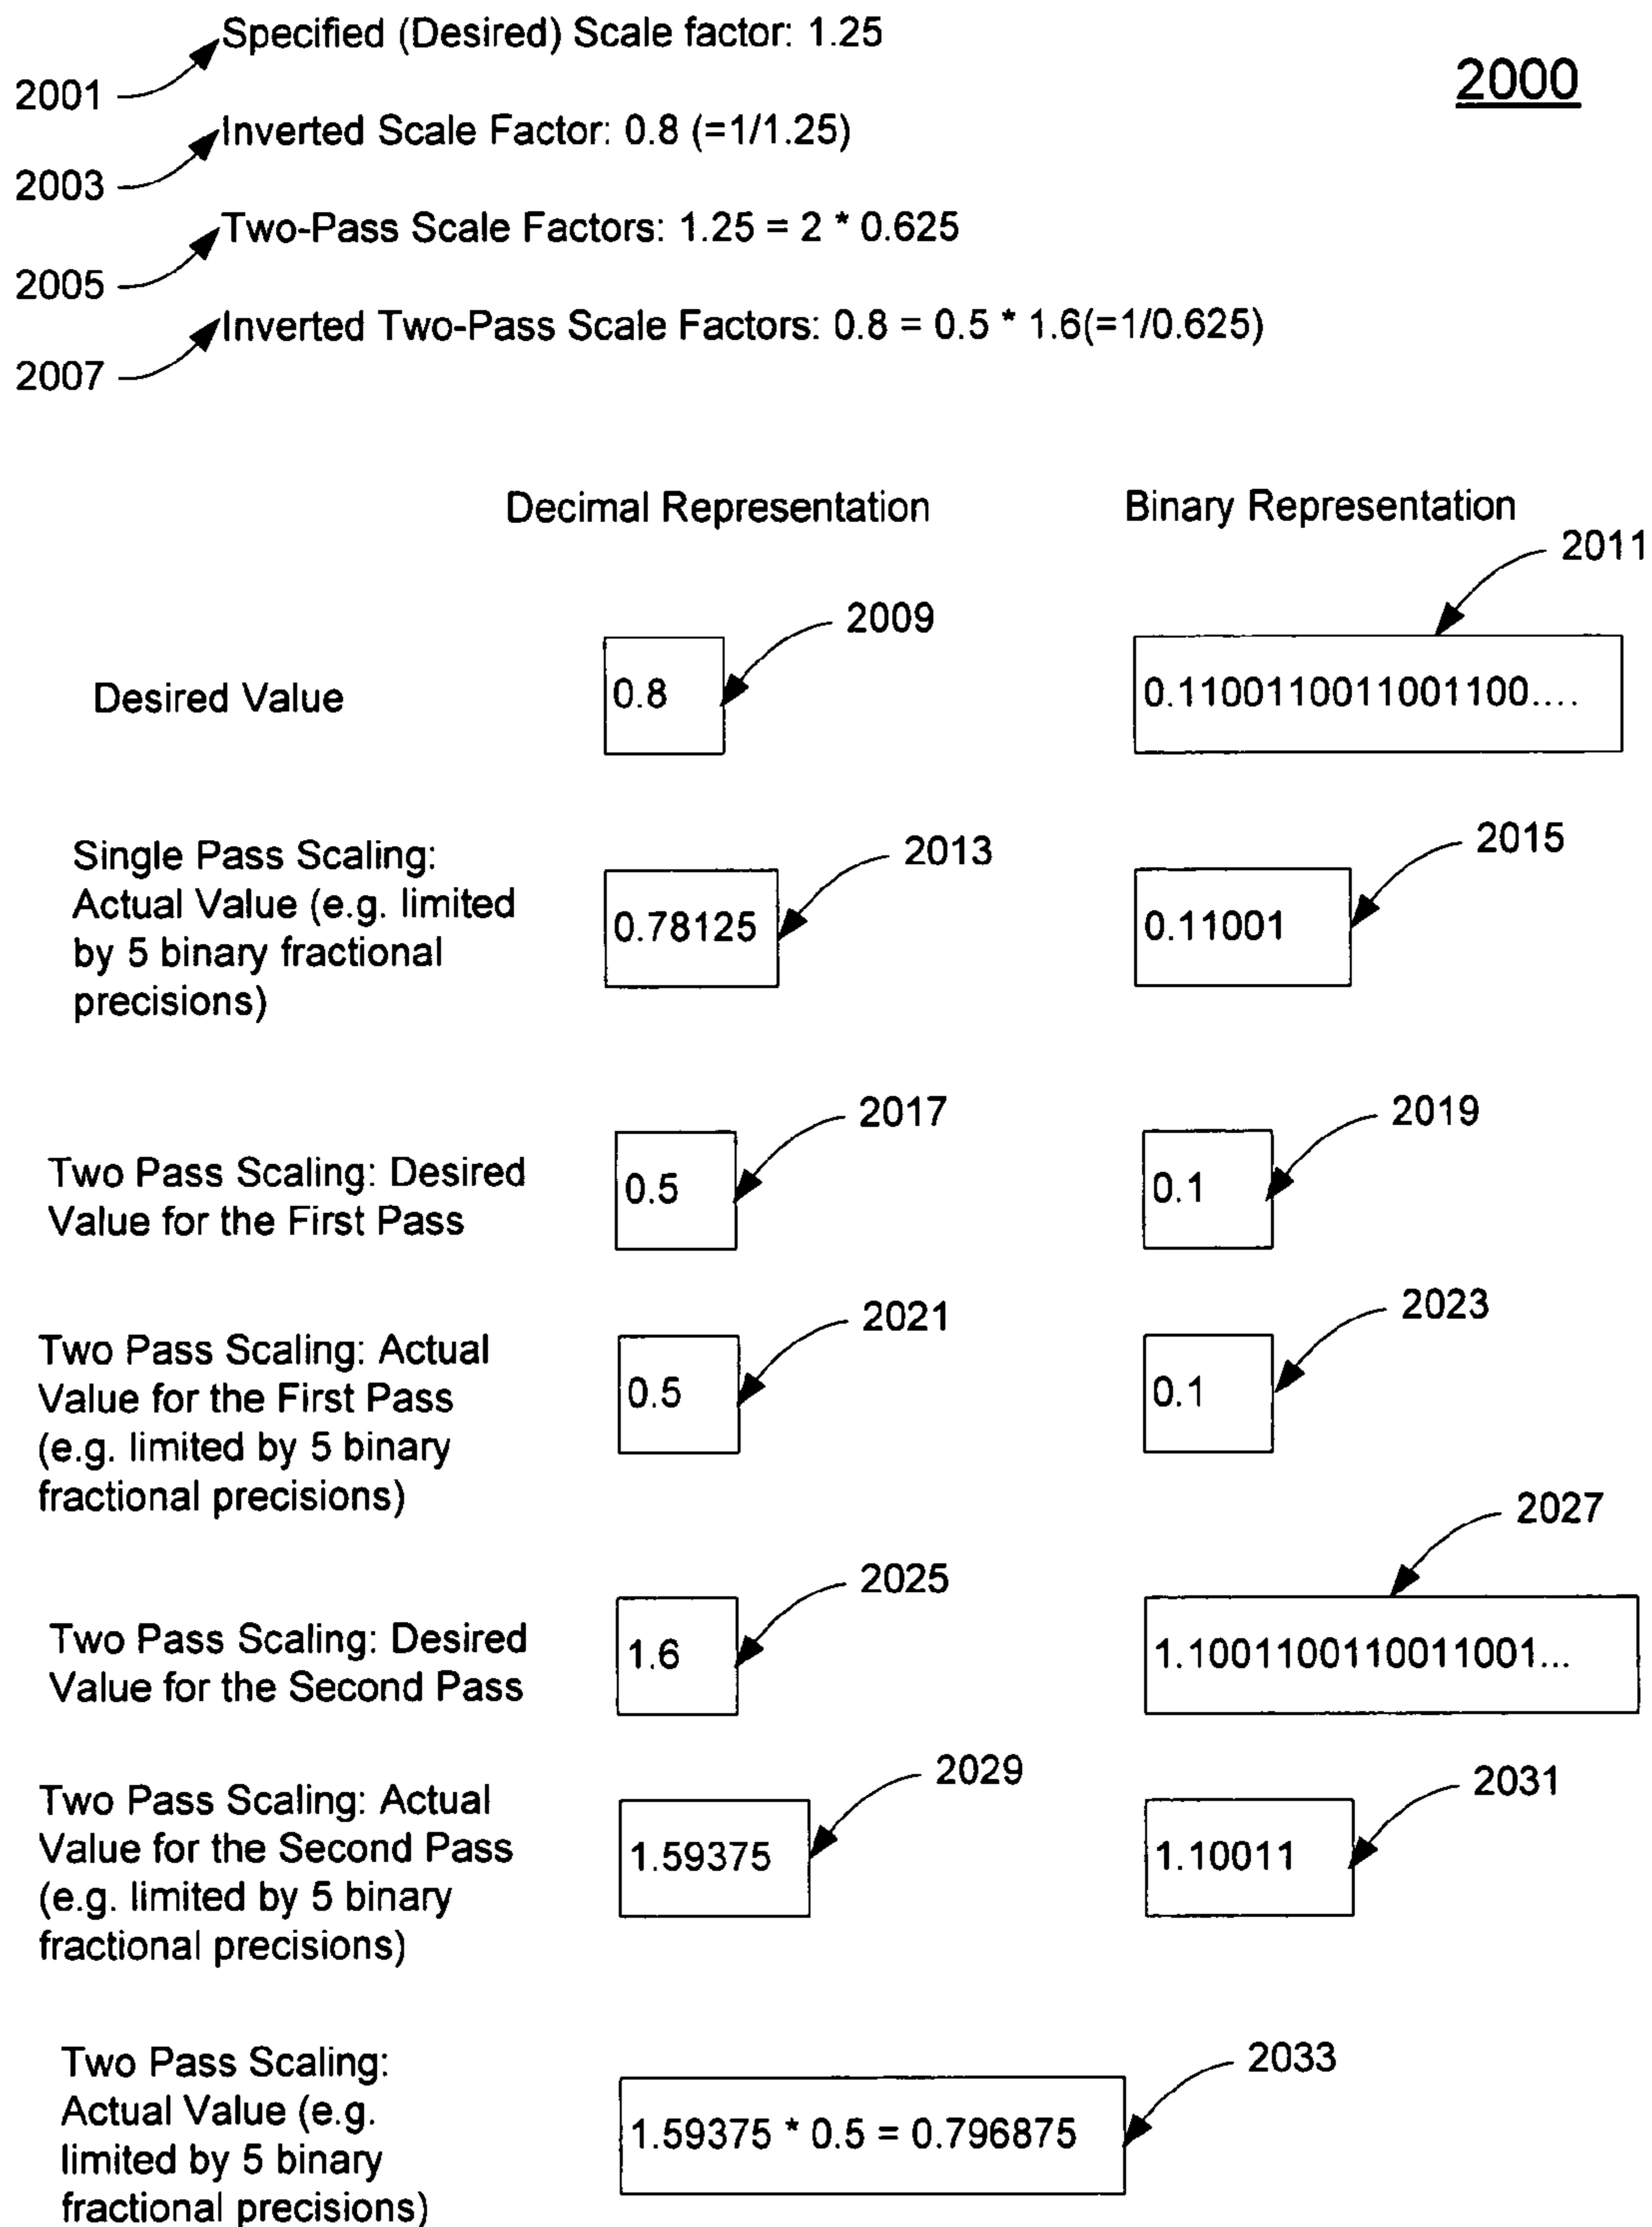 Specified (Desired) Scale factor: 1.25
2000
2001
Inverted Scale Factor: 0.8 (=1/1.25)
2003
Two-Pass Scale Factors: 1.25 = 2 * 0.625
2005
Inverted Two-Pass Scale Factors: 0.8 = 0.5 * 1.6(=1/0.625)
2007
Decimal Representation
Binary Representation
2011
2009
Desired Value
0.8
0.1100110011001100....
2013
2015
Single Pass Scaling:
Actual Value (e.g. limited
by 5 binary fractional
precisions)
0.78125
0.11001
2017
2019
Two Pass Scaling: Desired
Value for the First Pass
0.5
0.1
2021
2023
Two Pass Scaling: Actual
Value for the First Pass
(e.g. limited by 5 binary
fractional precisions)
0.5
0.1
2027
2025
Two Pass Scaling: Desired
Value for the Second Pass
1.6
1.1001100110011001...
2029
2031
Two Pass Scaling: Actual
Value for the Second Pass
(e.g. limited by 5 binary
fractional precisions)
1.59375
1.10011
2033
Two Pass Scaling:
Actual Value (e.g.
limited by 5 binary
fractional precisions)
1.59375 * 0.5 = 0.796875